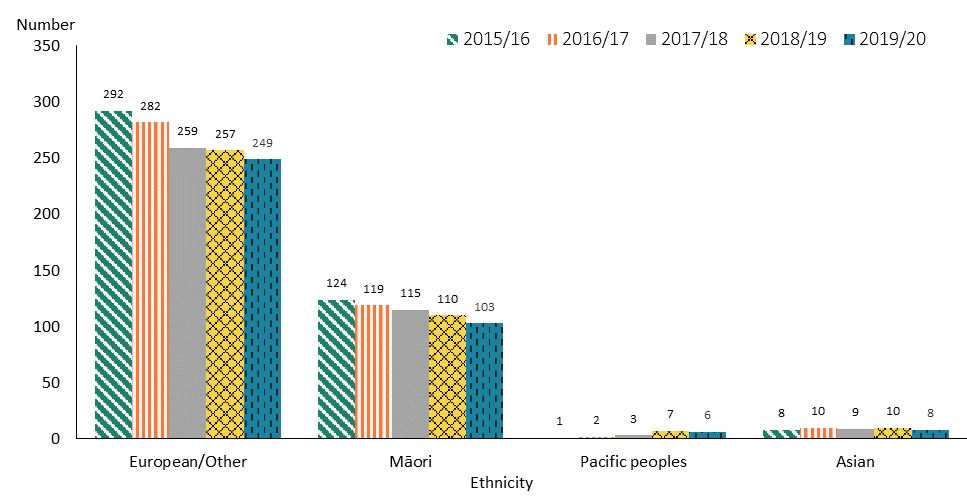 Number
2015/16 2016/17 2017/18 2018/19 2019/20
350
300
250
200
150
100
50
0
292 282 259 257 249
124 119 115 110 103
1 2 3 7 6
8 10 9 10 8
European/Other Māori Pacific peoples Asian
Ethnicity